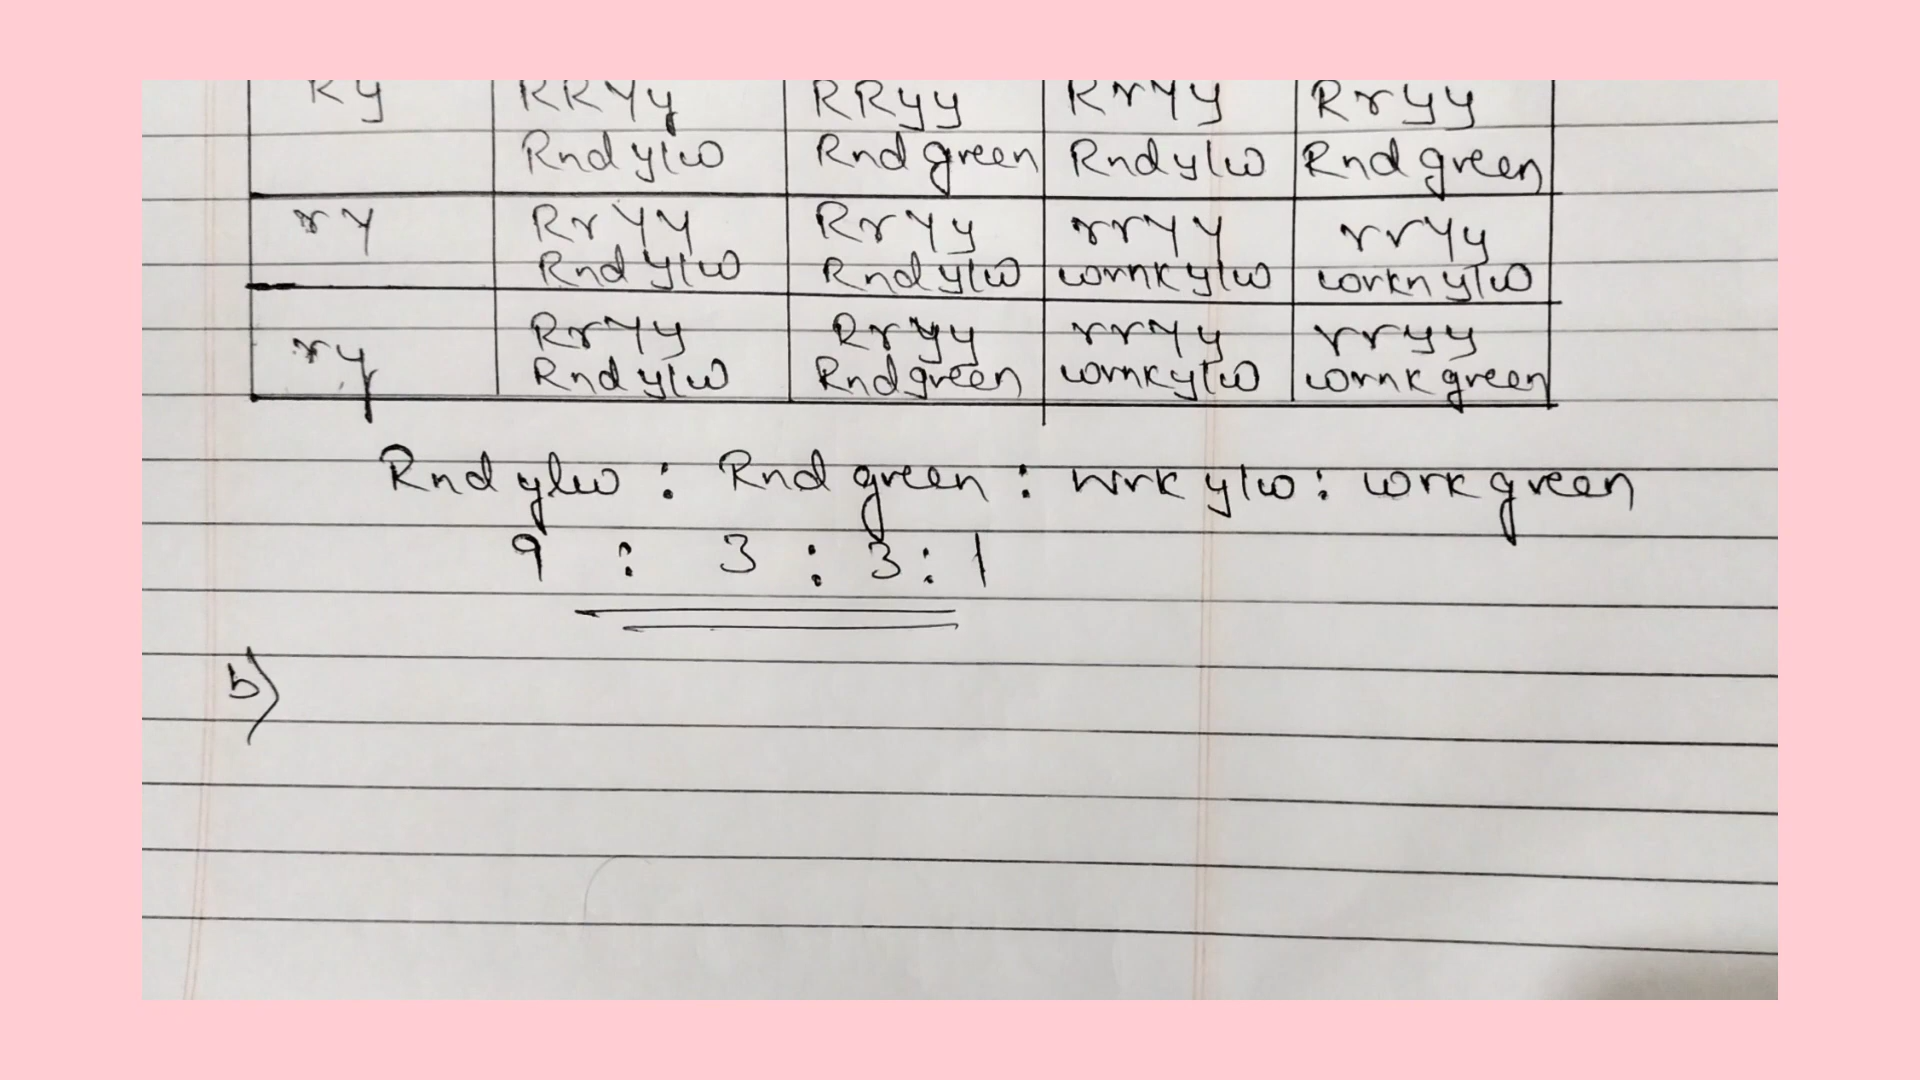 Ry RRYy RRyy RrYy Rryy
Rnd ylw Rnd green Rnd ylw Rnd green
rY RrYY RrYy rrYY rrYy
Rnd ylw Rnd ylw wrnk ylw wrkn ylw
ry RrYy Rryy rrYy rryy
Rnd ylw Rnd green wrnk ylw wrnk green
Rnd ylw : Rnd green : wrk ylw : wrk green
9 : 3 : 3 : 1
b)